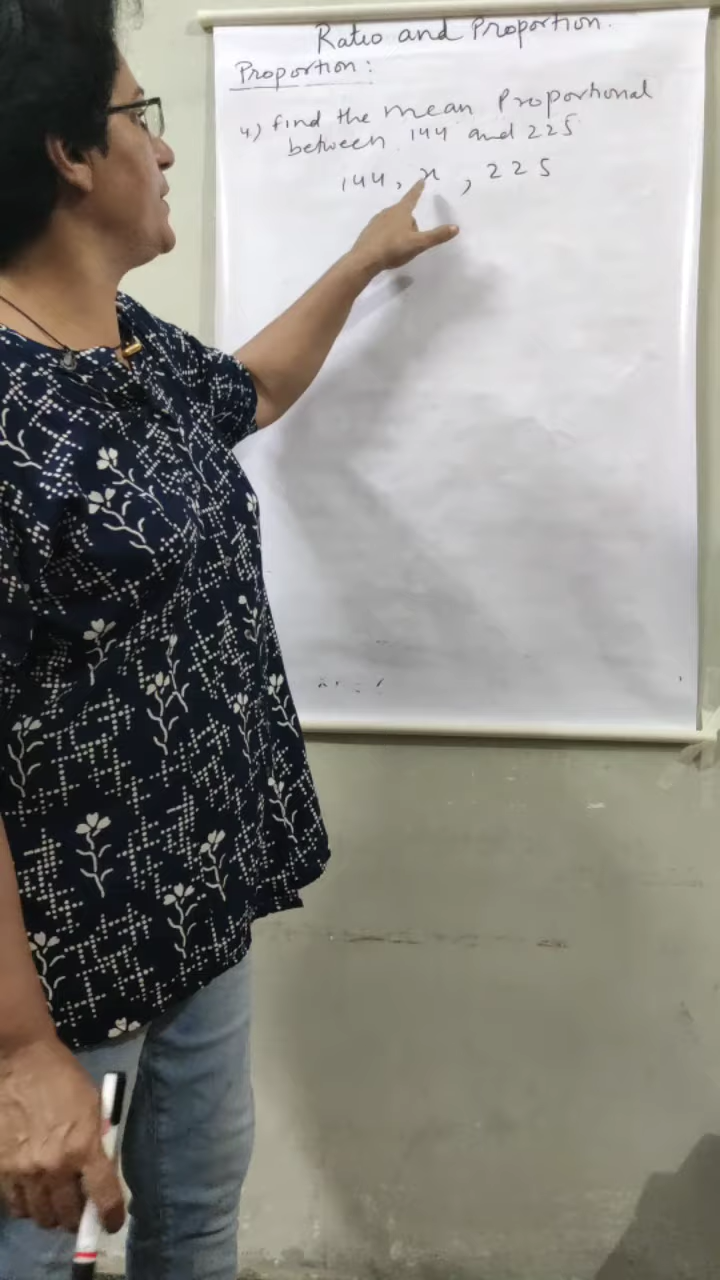 Ratio and Proportion.
Proportion:
4) find the mean Proportional
between 144 and 225
144, x, 225